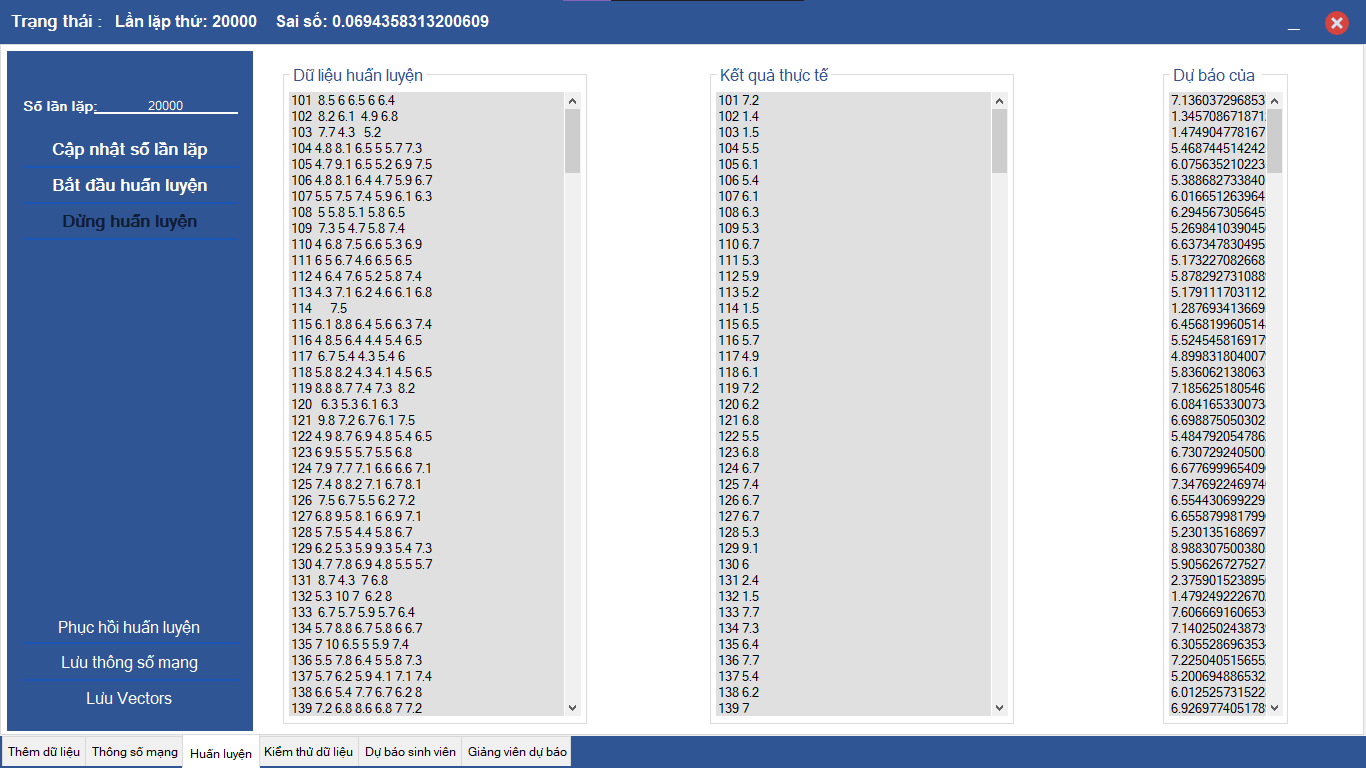 Trạng thái :   Lần lặp thứ: 20000    Sai số: 0.0694358313200609
Số lần lặp: 20000
Cập nhật số lần lặp
Bắt đầu huấn luyện
Dừng huấn luyện
Phục hồi huấn luyện
Lưu thông số mạng
Lưu Vectors
Dữ liệu huấn luyện
101  8.5 6 6.5 6 6.4
102  8.2 6.1  4.9 6.8
103  7.7 4.3   5.2
104 4.8 8.1 6.5 5 5.7 7.3
105 4.7 9.1 6.5 5.2 6.9 7.5
106 4.8 8.1 6.4 4.7 5.9 6.7
107 5.5 7.5 7.4 5.9 6.1 6.3
108  5 5.8 5.1 5.8 6.5
109  7.3 5 4.7 5.8 7.4
110 4 6.8 7.5 6.6 5.3 6.9
111 6 5 6.7 4.6 6.5 6.5
112 4 6.4 7.6 5.2 5.8 7.4
113 4.3 7.1 6.2 4.6 6.1 6.8
114      7.5
115 6.1 8.8 6.4 5.6 6.3 7.4
116 4 8.5 6.4 4.4 5.4 6.5
117  6.7 5.4 4.3 5.4 6
118 5.8 8.2 4.3 4.1 4.5 6.5
119 8.8 8.7 7.4 7.3  8.2
120   6.3 5.3 6.1 6.3
121  9.8 7.2 6.7 6.1 7.5
122 4.9 8.7 6.9 4.8 5.4 6.5
123 6 9.5 5 5.7 5.5 6.8
124 7.9 7.7 7.1 6.6 6.6 7.1
125 7.4 8 8.2 7.1 6.7 8.1
126  7.5 6.7 5.5 6.2 7.2
127 6.8 9.5 8.1 6 6.9 7.1
128 5 7.5 5 4.4 5.8 6.7
129 6.2 5.3 5.9 9.3 5.4 7.3
130 4.7 7.8 6.9 4.8 5.5 5.7
131  8.7 4.3  7 6.8
132 5.3 10 7  6.2 8
133  6.7 5.7 5.9 5.7 6.4
134 5.7 8.8 6.7 5.8 6 6.7
135 7 10 6.5 5 5.9 7.4
136 5.5 7.8 6.4 5 5.8 7.3
137 5.7 6.2 5.9 4.1 7.1 7.4
138 6.6 5.4 7.7 6.7 6.2 8
139 7.2 6.8 8.6 6.8 7 7.2
Kết quả thực tế
101 7.2
102 1.4
103 1.5
104 5.5
105 6.1
106 5.4
107 6.1
108 6.3
109 5.3
110 6.7
111 5.3
112 5.9
113 5.2
114 1.5
115 6.5
116 5.7
117 4.9
118 6.1
119 7.2
120 6.2
121 6.8
122 5.5
123 6.8
124 6.7
125 7.4
126 6.7
127 6.7
128 5.3
129 9.1
130 6
131 2.4
132 1.5
133 7.7
134 7.3
135 6.4
136 7.7
137 5.4
138 6.2
139 7
Dự báo của
7.136037296853
1.345708671871
1.474904778167
5.468744514242
6.075635210223
5.388682733840
6.016651263964
6.294567305645
5.269841039045
6.637347830495
5.173227082668
5.878292731088
5.179111703112
1.287693413669
6.456819960514
5.524545816917
4.899831804007
5.836062138063
7.185625180546
6.084165330073
6.698875050302
5.484792054786
6.730729240500
6.677699965409
7.347692246974
6.554430699229
6.655879981799
5.230135168697
8.988307500380
5.905626727527
2.375901523895
1.479249222670
7.606669160653
7.140250243873
6.305528696353
7.225040515655
5.200694886532
6.012525731522
6.926977405178
Thêm dữ liệu
Thông số mạng
Huấn luyện
Kiểm thử dữ liệu
Dự báo sinh viên
Giảng viên dự báo